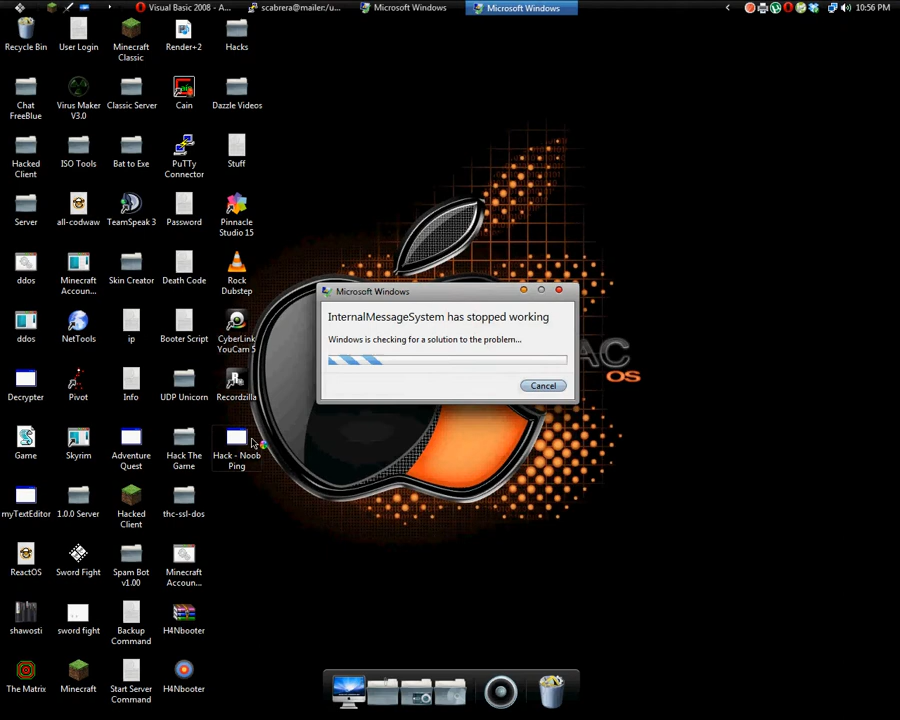 Visual Basic 2008 - A...
scabrera@mailer:/u...
Microsoft Windows
Microsoft Windows
10:56 PM
Recycle Bin
User Login
Minecraft
Classic
Render+2
Hacks
Chat
FreeBlue
Virus Maker
V3.0
Classic Server
Cain
Dazzle Videos
Hacked
Client
ISO Tools
Bat to Exe
PuTTy
Connector
Stuff
Server
all-codwaw
TeamSpeak 3
Password
Pinnacle
Studio 15
ddos
Minecraft
Accoun...
Skin Creator
Death Code
Rock
Dubstep
ddos
NetTools
ip
Booter Script
CyberLink
YouCam 5
Decrypter
Pivot
Info
UDP Unicorn
Recordzilla
Game
Skyrim
Adventure
Quest
Hack The
Game
Hack - Noob
Ping
myTextEditor
1.0.0 Server
Hacked
Client
thc-ssl-dos
ReactOS
Sword Fight
Spam Bot
v1.00
Minecraft
Accoun...
shawosti
sword fight
Backup
Command
H4Nbooter
The Matrix
Minecraft
Start Server
Command
H4Nbooter
Microsoft Windows
InternalMessageSystem has stopped working
Windows is checking for a solution to the problem...
Cancel
AC
OS